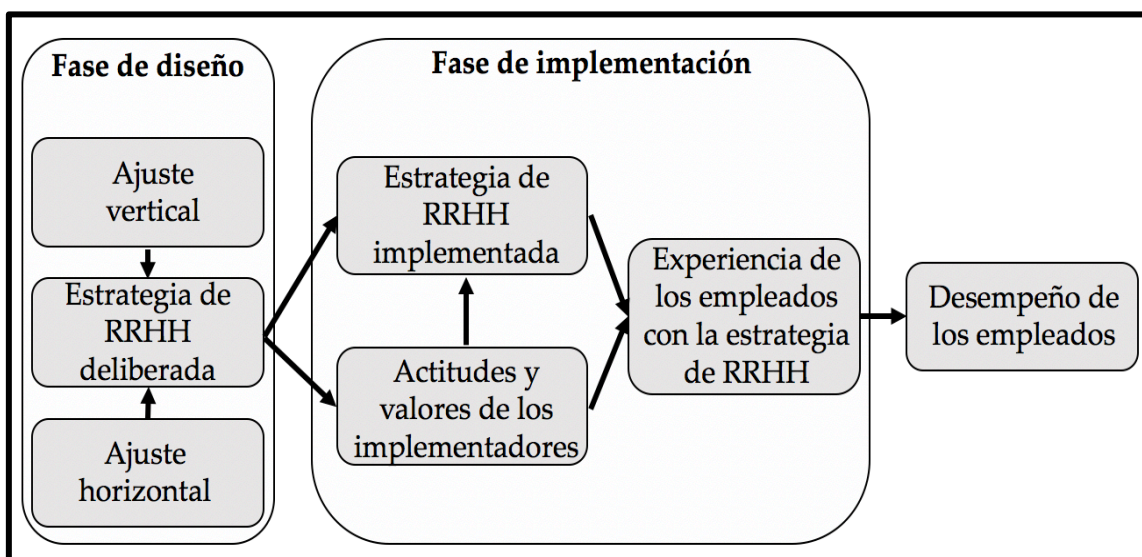 Fase de diseño
Ajuste
vertical
Estrategia de
RRHH
deliberada
Ajuste
horizontal
Fase de implementación
Estrategia de
RRHH
implementada
Actitudes y
valores de los
implementadores
Experiencia de
los empleados
con la estrategia
de RRHH
Desempeño de
los empleados